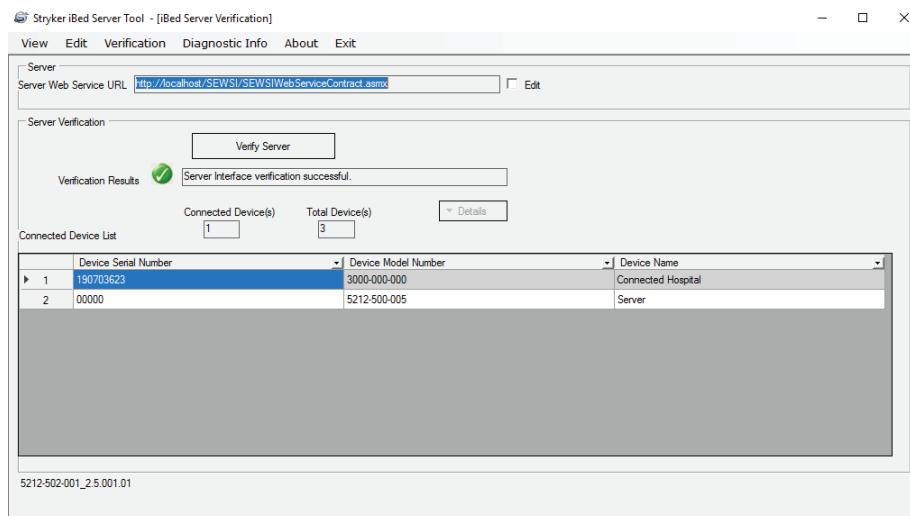 Stryker iBed Server Tool - [iBed Server Verification]
View Edit Verification Diagnostic Info About Exit
Server
Server Web Service URL http://localhost/SEWSI/SEWSIWebServiceContract.asmx Edit
Server Verification
Verify Server
Verification Results Server Interface verification successful.
Connected Device(s) Total Device(s) Details
1 3
Connected Device List
Device Serial Number Device Model Number Device Name
1 190703623 3000-000-000 Connected Hospital
2 00000 5212-500-005 Server
5212-502-001_2.5.001.01